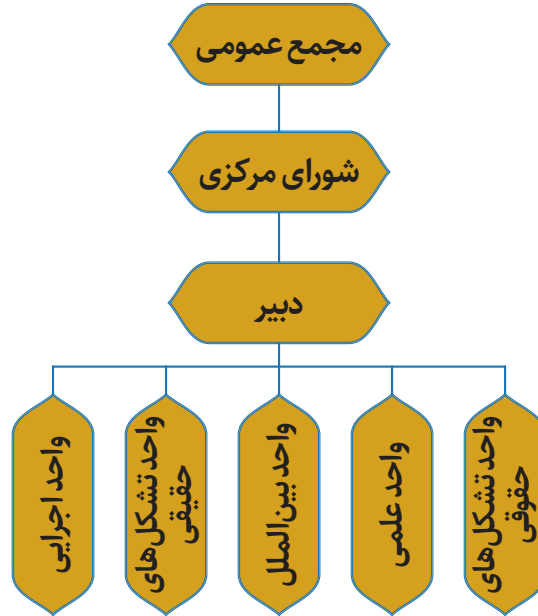 مجمع عمومی
شورای مرکزی
دبیر
واحد تشکل‌های
حقوقی
واحد علمی
واحد بین‌الملل
واحد تشکل‌های
حقیقی
واحد اجرایی